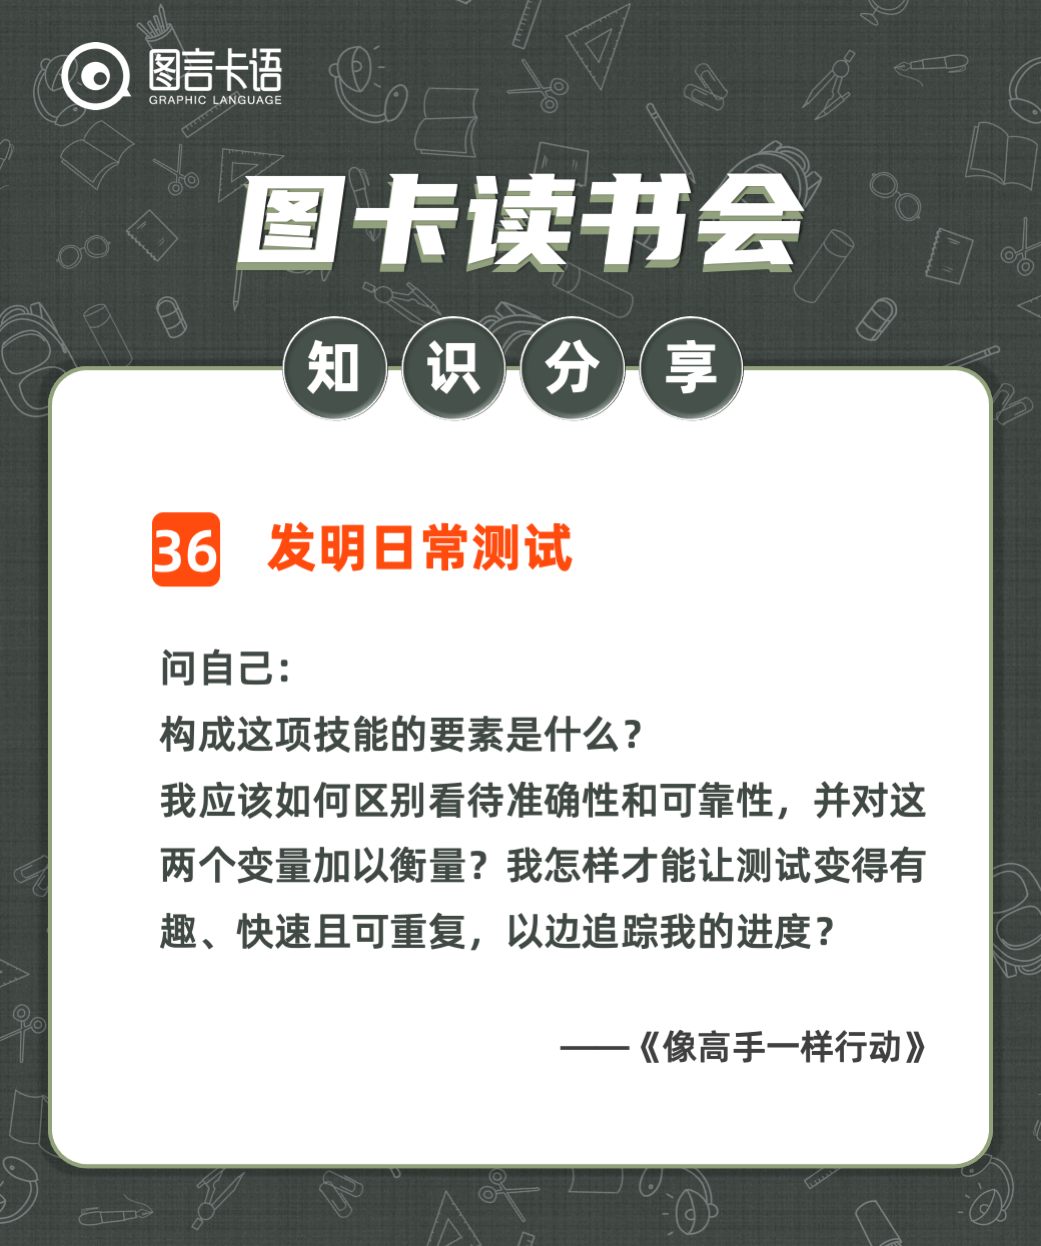 图言卡语
GRAPHIC LANGUAGE
图卡读书会
知识分享
36 发明日常测试
问自己：
构成这项技能的要素是什么？
我应该如何区别看待准确性和可靠性，并对这
两个变量加以衡量？我怎样才能让测试变得有
趣、快速且可重复，以边追踪我的进度？
——《像高手一样行动》